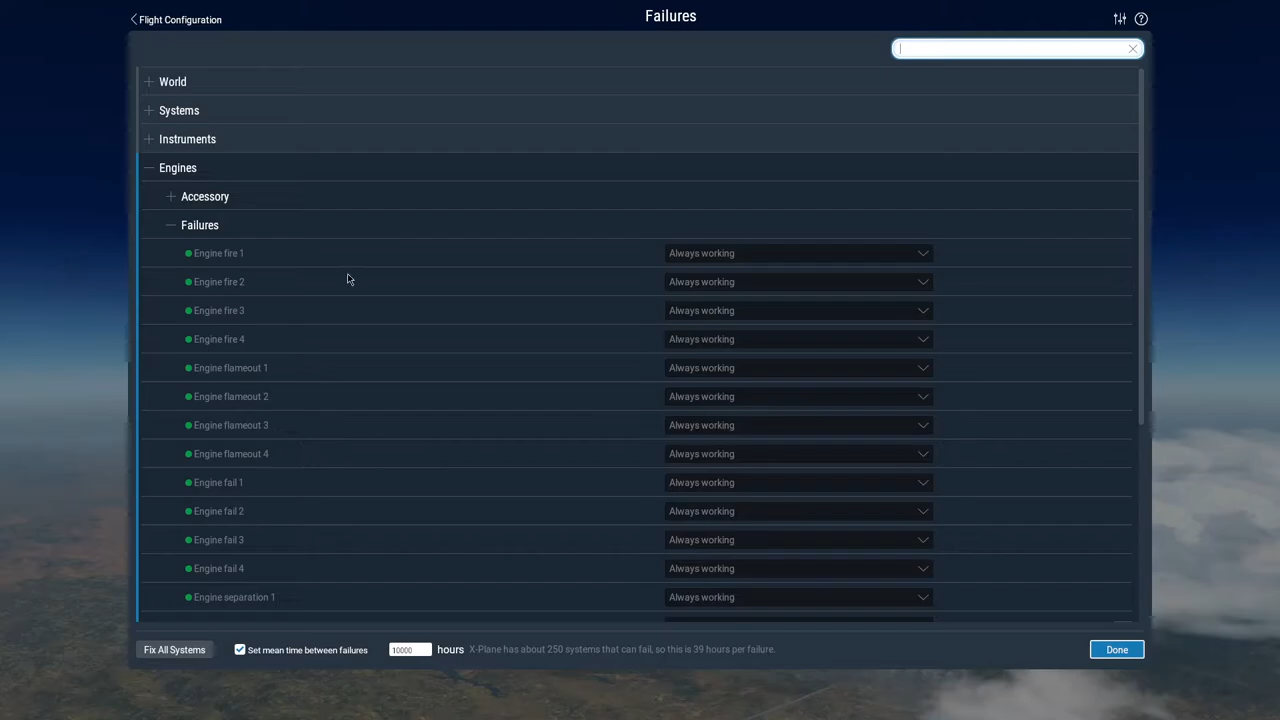 Flight Configuration
Failures
World
Systems
Instruments
Engines
Accessory
Failures
Engine fire 1 Always working
Engine fire 2 Always working
Engine fire 3 Always working
Engine fire 4 Always working
Engine flameout 1 Always working
Engine flameout 2 Always working
Engine flameout 3 Always working
Engine flameout 4 Always working
Engine fail 1 Always working
Engine fail 2 Always working
Engine fail 3 Always working
Engine fail 4 Always working
Engine separation 1 Always working
Fix All Systems Set mean time between failures 10000 hours X-Plane has about 250 systems that can fail, so this is 39 hours per failure. Done